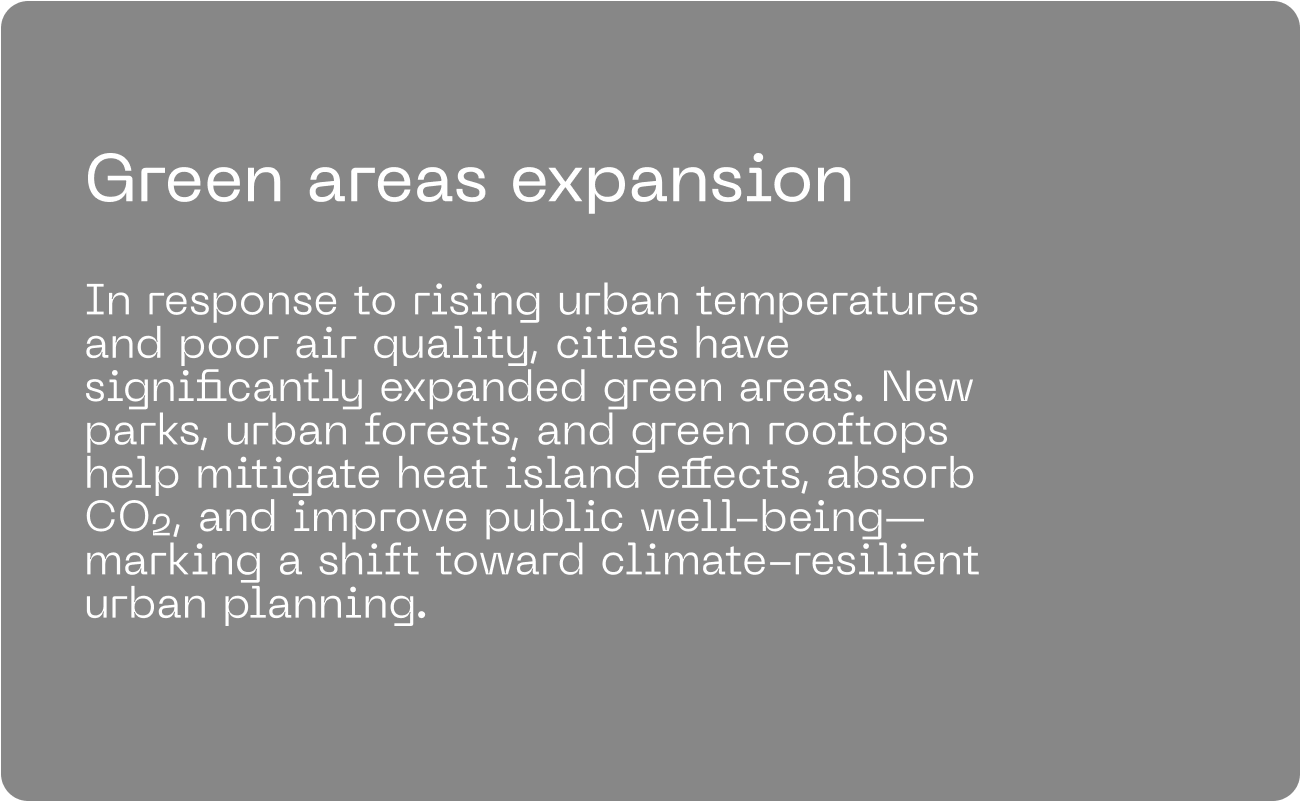 Green areas expansion
In response to rising urban temperatures
and poor air quality, cities have
significantly expanded green areas. New
parks, urban forests, and green rooftops
help mitigate heat island effects, absorb
CO₂, and improve public well-being—
marking a shift toward climate-resilient
urban planning.